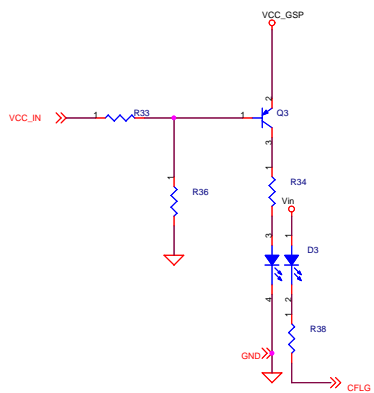 VCC_GSP
2
Q3
VCC_IN
1
R33
1
3
1
R36
1
R34
Vin
3
1
D3
4
2
1
R38
GND
CFLG